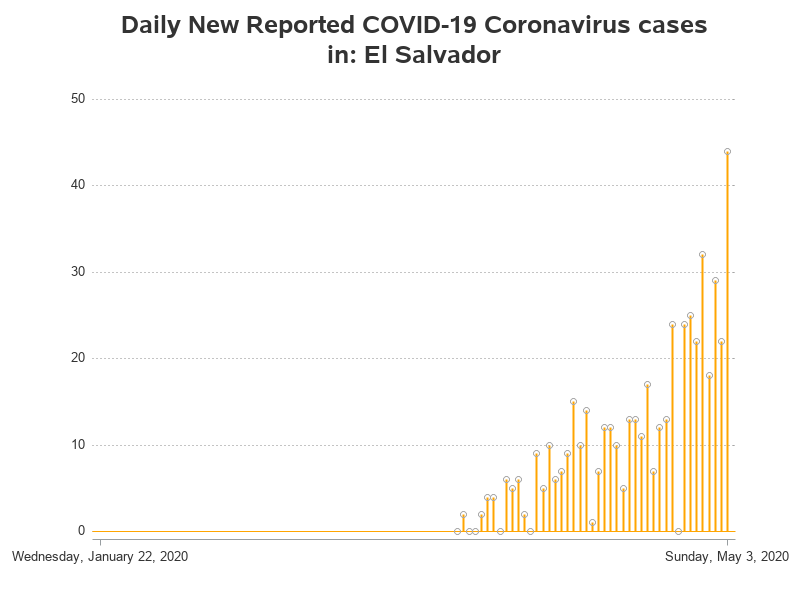 Daily New Reported COVID-19 Coronavirus cases
in: El Salvador
50
40
30
20
10
0
Wednesday, January 22, 2020
Sunday, May 3, 2020